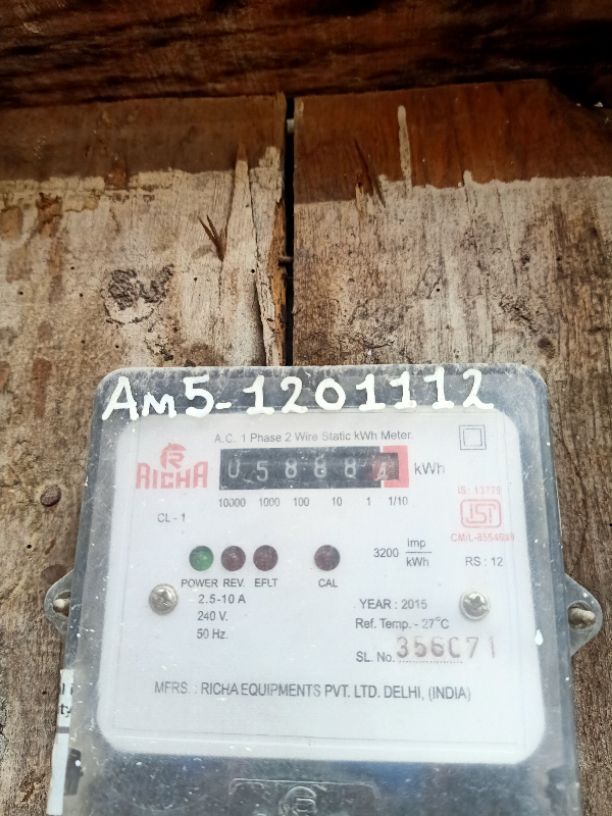 Am5-1201112
A.C. 1 Phase 2 Wire Static kWh Meter.
RICHA
kWh
10000 1000 100 10 1 1/10
IS : 13779
ISI
CL - 1
3200 Imp/kWh
RS : 12
POWER REV. EFLT CAL
2.5-10 A
240 V.
50 Hz.
YEAR : 2015
Ref. Temp. - 27°C
SL. No. 356C71
MFRS. : RICHA EQUIPMENTS PVT. LTD. DELHI, (INDIA)